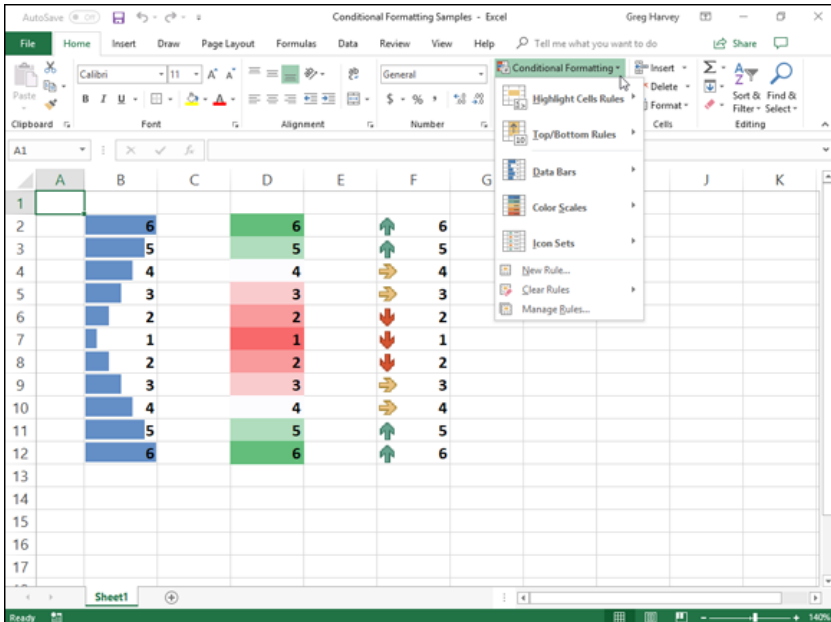 AutoSave Off Conditional Formatting Samples - Excel Greg Harvey
File Home Insert Draw Page Layout Formulas Data Review View Help Tell me what you want to do Share
Paste Calibri 11 A A General Conditional Formatting Insert Delete Format Σ Sort & Filter Find & Select
B I U A $ % ,
Clipboard Font Alignment Number Cells Editing
A1 fx
Highlight Cells Rules
Top/Bottom Rules
Data Bars
Color Scales
Icon Sets
New Rule...
Clear Rules
Manage Rules...
A B C D E F G J K
1
2 6 6 6
3 5 5 5
4 4 4 4
5 3 3 3
6 2 2 2
7 1 1 1
8 2 2 2
9 3 3 3
10 4 4 4
11 5 5 5
12 6 6 6
13
14
15
16
17
Sheet1
Ready 140%